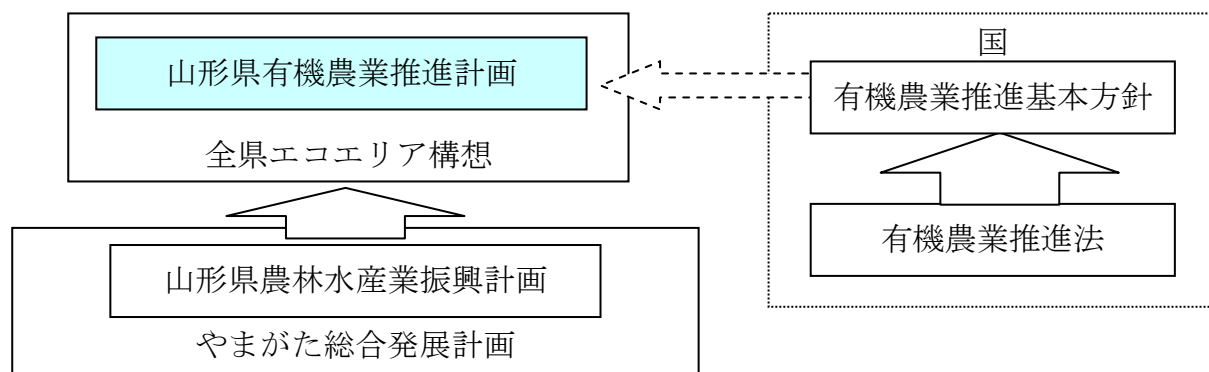 山形県有機農業推進計画
全県エコエリア構想
山形県農林水産業振興計画
やまがた総合発展計画
国
有機農業推進基本方針
有機農業推進法